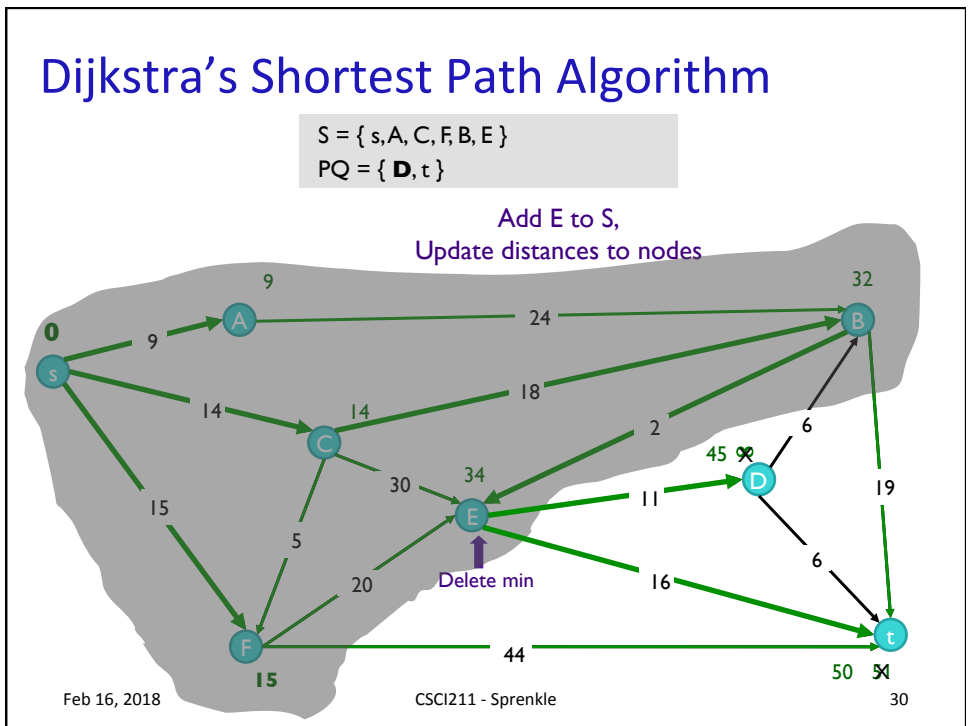 Dijkstra's Shortest Path Algorithm
S = { s, A, C, F, B, E }
PQ = { D, t }
Add E to S,
Update distances to nodes
9
32
0
A
24
B
9
s
18
14
14
C
2
6
45 ∞
34
D
30
19
15
E
11
5
6
20
Delete min
16
F
t
44
15
50 51
Feb 16, 2018
CSCI211 - Sprenkle
30